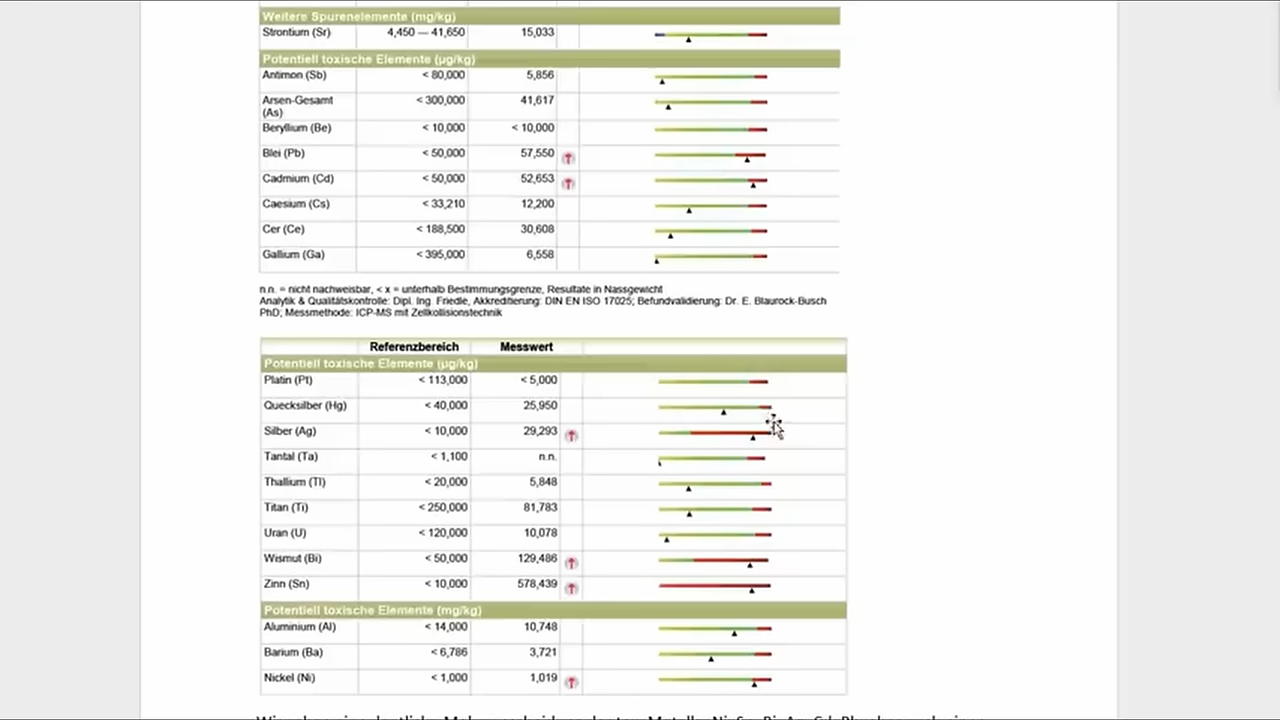 Weitere Spurenelemente (mg/kg)
Strontium (Sr) 4,450 — 41,650 15,033
Potentiell toxische Elemente (µg/kg)
Antimon (Sb) < 80,000 5,856
Arsen-Gesamt (As) < 300,000 41,617
Beryllium (Be) < 10,000 < 10,000
Blei (Pb) < 50,000 57,550
Cadmium (Cd) < 50,000 52,653
Caesium (Cs) < 33,210 12,200
Cer (Ce) < 188,500 30,608
Gallium (Ga) < 395,000 6,558
n.n. = nicht nachweisbar, < x = unterhalb Bestimmungsgrenze, Resultate in Nassgewicht
Analytik & Qualitätskontrolle: Dipl. Ing. Friedle, Akkreditierung: DIN EN ISO 17025; Befundvalidierung: Dr. E. Blaurock-Busch
PhD; Messmethode: ICP-MS mit Zellkollisionstechnik
Referenzbereich Messwert
Potentiell toxische Elemente (µg/kg)
Platin (Pt) < 113,000 < 5,000
Quecksilber (Hg) < 40,000 25,950
Silber (Ag) < 10,000 29,293
Tantal (Ta) < 1,100 n.n.
Thallium (Tl) < 20,000 5,848
Titan (Ti) < 250,000 81,783
Uran (U) < 120,000 10,078
Wismut (Bi) < 50,000 129,486
Zinn (Sn) < 10,000 578,439
Potentiell toxische Elemente (mg/kg)
Aluminium (Al) < 14,000 10,748
Barium (Ba) < 6,786 3,721
Nickel (Ni) < 1,000 1,019